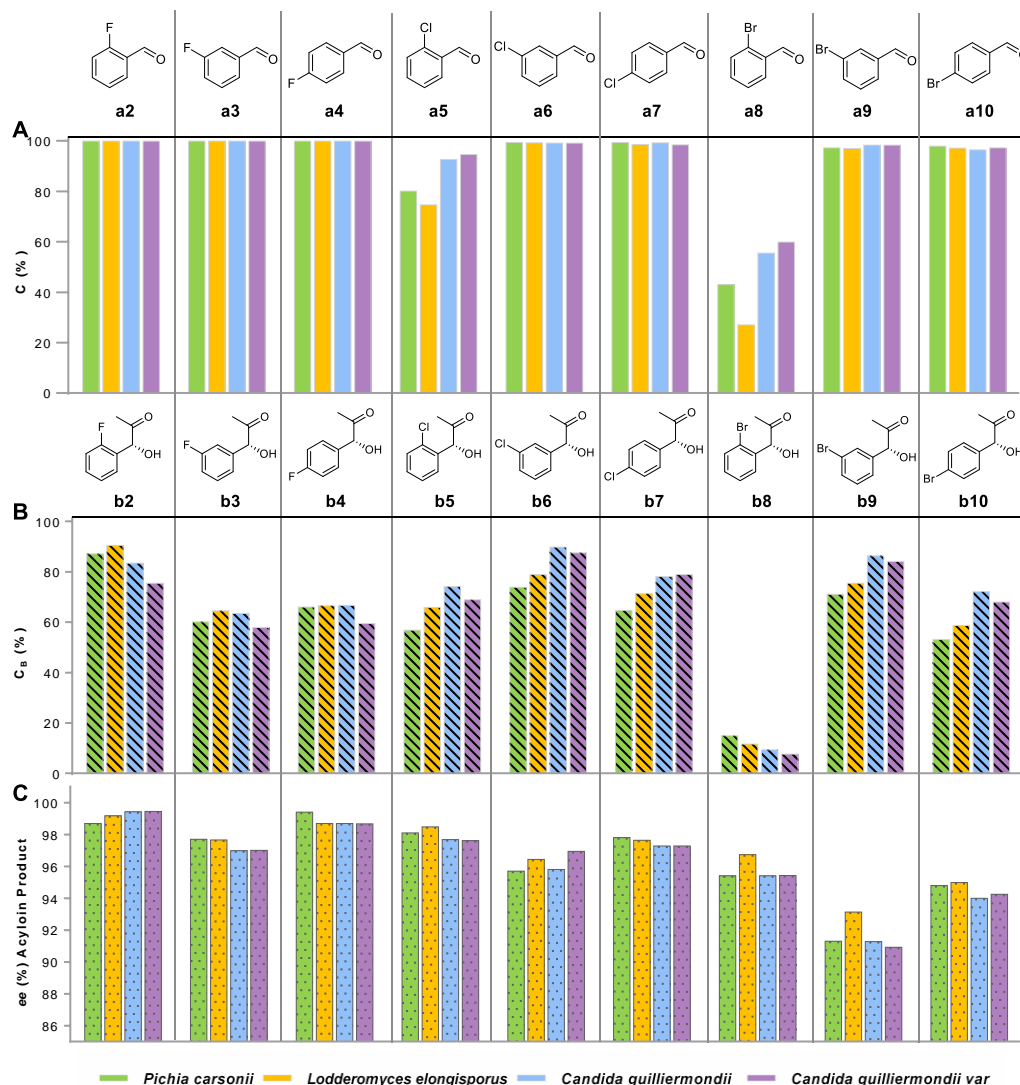 F O F O F O Cl O Cl O Cl O Br O Br O Br O
a2 a3 a4 a5 a6 a7 a8 a9 a10
A
100
80
60
40
20
0
C (%)
F O OH F O OH F O OH Cl O OH Cl O OH Cl O OH Br O OH Br O OH Br O OH
b2 b3 b4 b5 b6 b7 b8 b9 b10
B
100
80
60
40
20
0
C_B (%)
C
100
98
96
94
92
90
88
86
ee (%) Acyloin Product
Pichia carsonii Lodderomyces elongisporus Candida guilliermondii Candida guilliermondii var